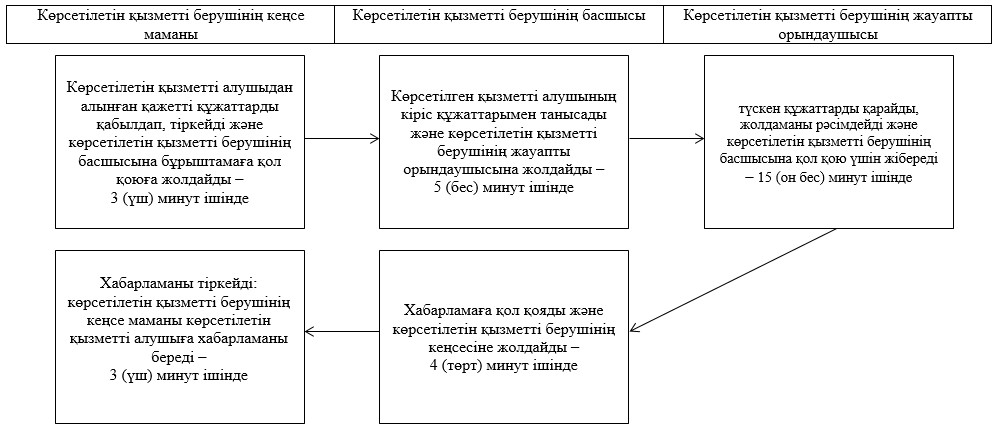 Көрсетілетін қызметті берушінің кеңсе
маманы
Көрсетілетін қызметті берушінің басшысы
Көрсетілетін қызметті берушінің жауапты
орындаушысы
Көрсетілетін қызметті алушыдан
алынған қажетті құжаттарды
қабылдап, тіркейді және
көрсетілетін қызметті берушінің
басшысына бұрыштамаға қол
қоюға жолдайды –
3 (үш) минут ішінде
Көрсетілген қызметті алушының
кіріс құжаттарымен танысады
және көрсетілетін қызметті
берушінің жауапты
орындаушысына жолдайды –
5 (бес) минут ішінде
түскен құжаттарды қарайды,
жолдаманы рәсімдейді және
көрсетілетін қызметті берушінің
басшысына қол қою үшін жібереді
– 15 (он бес) минут ішінде
Хабарламаны тіркейді:
көрсетілетін қызметті берушінің
кеңсе маманы көрсетілетін
қызметті алушыға хабарламаны
береді –
3 (үш) минут ішінде
Хабарламаға қол қояды және
көрсетілетін қызметті берушінің
кеңсесіне жолдайды –
4 (төрт) минут ішінде